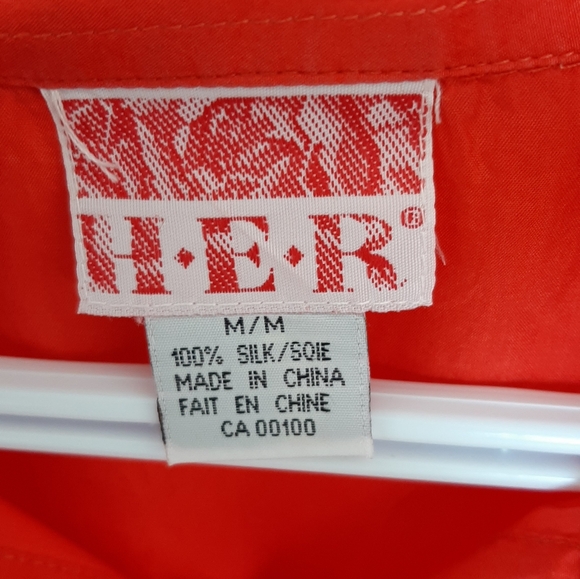 H·E·R®
M/M
100% SILK/SOIE
MADE IN CHINA
FAIT EN CHINE
CA 00100